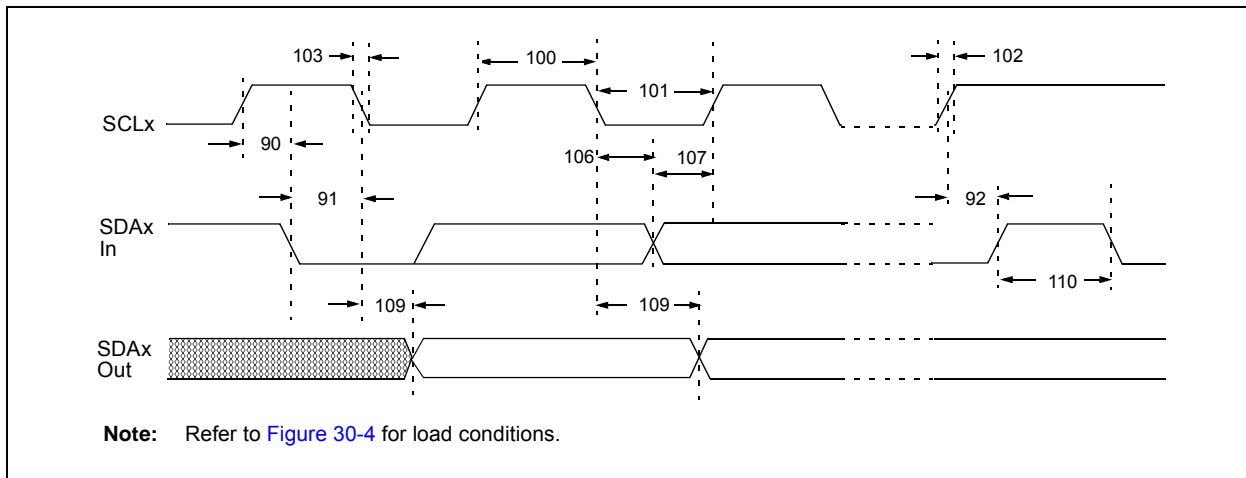 103
100
102
101
SCLx
90
106
107
91
92
SDAx
In
110
109
109
SDAx
Out
Note: Refer to Figure 30-4 for load conditions.